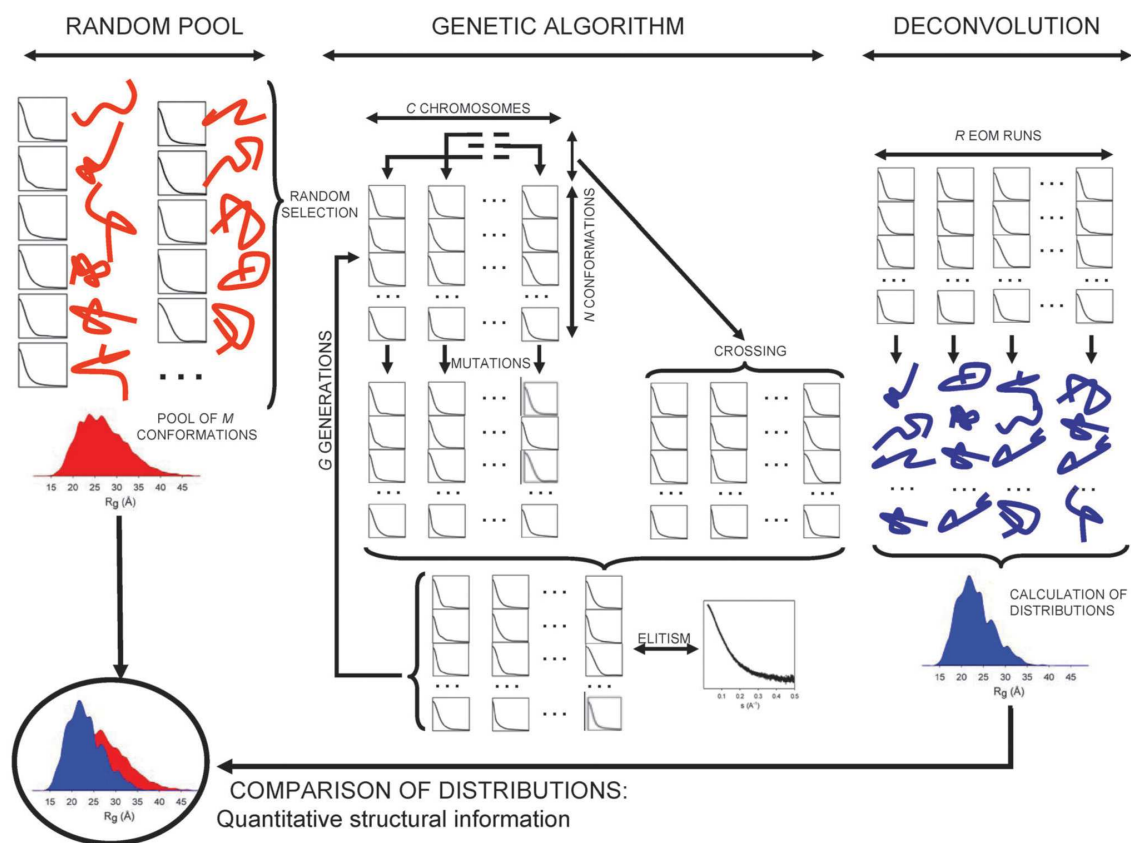 RANDOM POOL
GENETIC ALGORITHM
DECONVOLUTION
C CHROMOSOMES
R EOM RUNS
RANDOM
SELECTION
N CONFORMATIONS
...
...
...
...
...
...
...
MUTATIONS
CROSSING
G GENERATIONS
POOL OF M
CONFORMATIONS
15 20 25 30 35 40 45
Rg (Å)
CALCULATION OF
DISTRIBUTIONS
ELITISM
0.1 0.2 0.3 0.4 0.5
s (Å⁻¹)
15 20 25 30 35 40 45
Rg (Å)
15 20 25 30 35 40 45
Rg (Å)
COMPARISON OF DISTRIBUTIONS:
Quantitative structural information